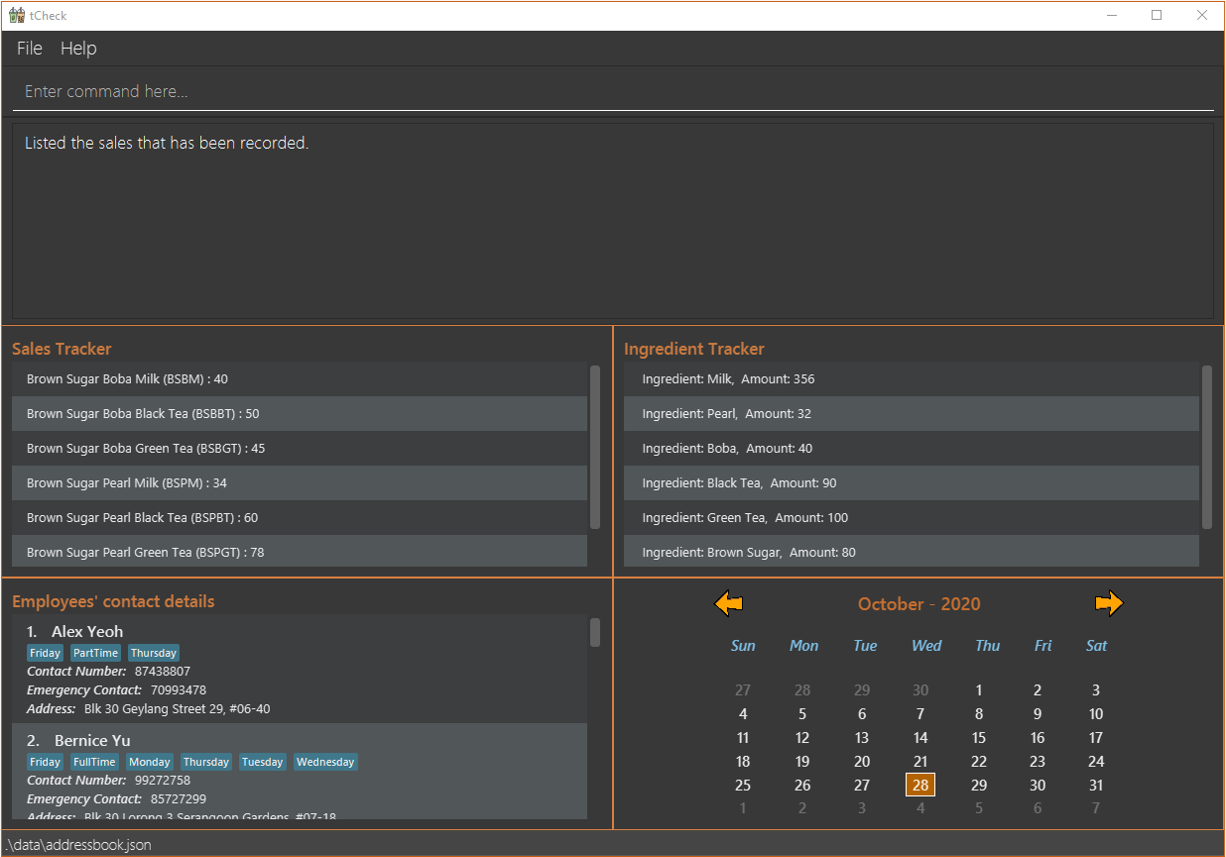 tCheck
File Help
Enter command here...
Listed the sales that has been recorded.
Sales Tracker
Brown Sugar Boba Milk (BSBM) : 40
Brown Sugar Boba Black Tea (BSBBT) : 50
Brown Sugar Boba Green Tea (BSBGT) : 45
Brown Sugar Pearl Milk (BSPM) : 34
Brown Sugar Pearl Black Tea (BSPBT) : 60
Brown Sugar Pearl Green Tea (BSPGT) : 78
Ingredient Tracker
Ingredient: Milk, Amount: 356
Ingredient: Pearl, Amount: 32
Ingredient: Boba, Amount: 40
Ingredient: Black Tea, Amount: 90
Ingredient: Green Tea, Amount: 100
Ingredient: Brown Sugar, Amount: 80
Employees' contact details
1. Alex Yeoh
Friday PartTime Thursday
Contact Number: 87438807
Emergency Contact: 70993478
Address: Blk 30 Geylang Street 29, #06-40
2. Bernice Yu
Friday FullTime Monday Thursday Tuesday Wednesday
Contact Number: 99272758
Emergency Contact: 85727299
Address: Blk 30 Lorong 3 Serangoon Gardens, #07-18
October - 2020
Sun Mon Tue Wed Thu Fri Sat
27 28 29 30 1 2 3
4 5 6 7 8 9 10
11 12 13 14 15 16 17
18 19 20 21 22 23 24
25 26 27 28 29 30 31
1 2 3 4 5 6 7
.\data\addressbook.json